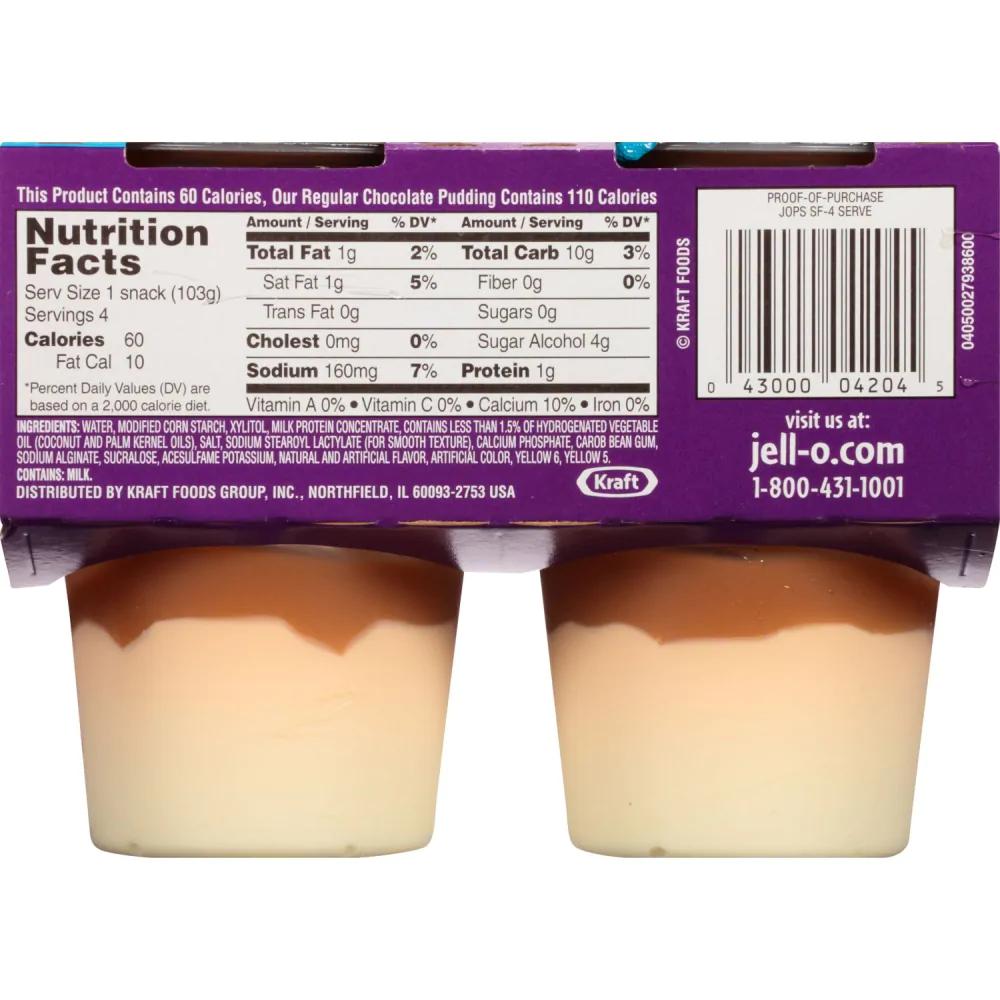 This Product Contains 60 Calories, Our Regular Chocolate Pudding Contains 110 Calories
Nutrition
Facts
Serv Size 1 snack (103g)
Servings 4
Calories 60
Fat Cal 10
*Percent Daily Values (DV) are
based on a 2,000 calorie diet.
Amount / Serving % DV* Amount / Serving % DV*
Total Fat 1g 2% Total Carb 10g 3%
Sat Fat 1g 5% Fiber 0g 0%
Trans Fat 0g Sugars 0g
Cholest 0mg 0% Sugar Alcohol 4g
Sodium 160mg 7% Protein 1g
Vitamin A 0% • Vitamin C 0% • Calcium 10% • Iron 0%
INGREDIENTS: WATER, MODIFIED CORN STARCH, XYLITOL, MILK PROTEIN CONCENTRATE, CONTAINS LESS THAN 1.5% OF HYDROGENATED VEGETABLE
OIL (COCONUT AND PALM KERNEL OILS), SALT, SODIUM STEAROYL LACTYLATE (FOR SMOOTH TEXTURE), CALCIUM PHOSPHATE, CAROB BEAN GUM,
SODIUM ALGINATE, SUCRALOSE, ACESULFAME POTASSIUM, NATURAL AND ARTIFICIAL FLAVOR, ARTIFICIAL COLOR, YELLOW 6, YELLOW 5.
CONTAINS: MILK.
DISTRIBUTED BY KRAFT FOODS GROUP, INC., NORTHFIELD, IL 60093-2753 USA
Kraft
© KRAFT FOODS
PROOF-OF-PURCHASE
JOPS SF-4 SERVE
0 43000 04204 5
04050027938600
visit us at:
jell-o.com
1-800-431-1001